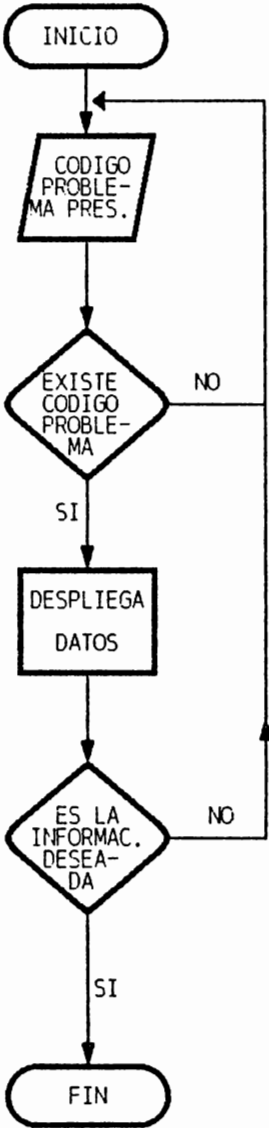 INICIO
CODIGO
PROBLE-
MA PRES.
EXISTE
CODIGO
PROBLE-
MA
NO
SI
DESPLIEGA
DATOS
ES LA
INFORMAC.
DESEA-
DA
NO
SI
FIN